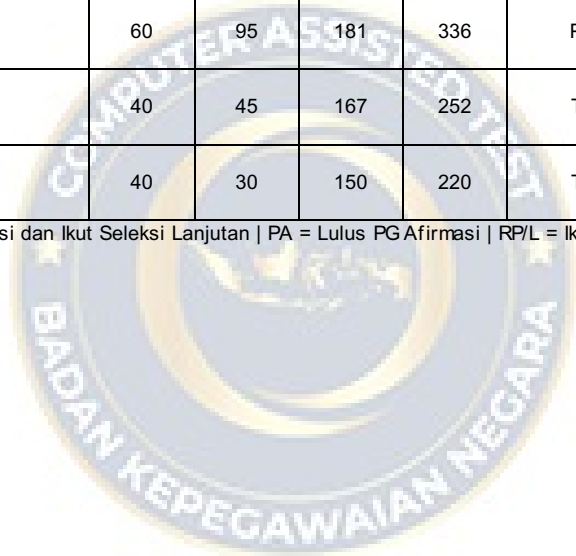 60 95 181 336
40 45 167 252
40 30 150 220
si dan Ikut Seleksi Lanjutan | PA = Lulus PG Afirmasi | RP/L =
COMPUTER ASSISTED TEST
BADAN KEPEGAWAIAN NEGARA